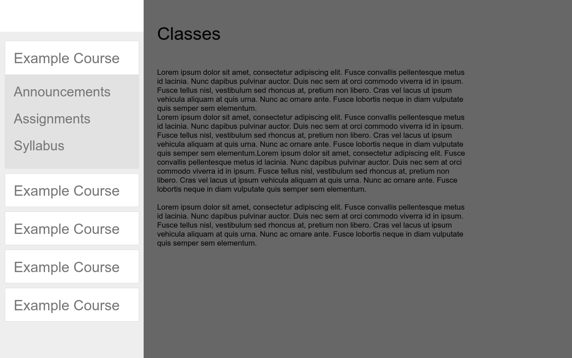 Example Course
Announcements
Assignments
Syllabus
Example Course
Example Course
Example Course
Example Course
Classes
Lorem ipsum dolor sit amet, consectetur adipiscing elit. Fusce convallis pellentesque metus
id lacinia. Nunc dapibus pulvinar auctor. Duis nec sem at orci commodo viverra id in ipsum.
Fusce tellus nisl, vestibulum sed rhoncus at, pretium non libero. Cras vel lacus ut ipsum
vehicula aliquam at quis urna. Nunc ac ornare ante. Fusce lobortis neque in diam vulputate
quis semper sem elementum.
Lorem ipsum dolor sit amet, consectetur adipiscing elit. Fusce convallis pellentesque metus
id lacinia. Nunc dapibus pulvinar auctor. Duis nec sem at orci commodo viverra id in ipsum.
Fusce tellus nisl, vestibulum sed rhoncus at, pretium non libero. Cras vel lacus ut ipsum
vehicula aliquam at quis urna. Nunc ac ornare ante. Fusce lobortis neque in diam vulputate
quis semper sem elementum.Lorem ipsum dolor sit amet, consectetur adipiscing elit. Fusce
convallis pellentesque metus id lacinia. Nunc dapibus pulvinar auctor. Duis nec sem at orci
commodo viverra id in ipsum. Fusce tellus nisl, vestibulum sed rhoncus at, pretium non
libero. Cras vel lacus ut ipsum vehicula aliquam at quis urna. Nunc ac ornare ante. Fusce
lobortis neque in diam vulputate quis semper sem elementum.
Lorem ipsum dolor sit amet, consectetur adipiscing elit. Fusce convallis pellentesque metus
id lacinia. Nunc dapibus pulvinar auctor. Duis nec sem at orci commodo viverra id in ipsum.
Fusce tellus nisl, vestibulum sed rhoncus at, pretium non libero. Cras vel lacus ut ipsum
vehicula aliquam at quis urna. Nunc ac ornare ante. Fusce lobortis neque in diam vulputate
quis semper sem elementum.